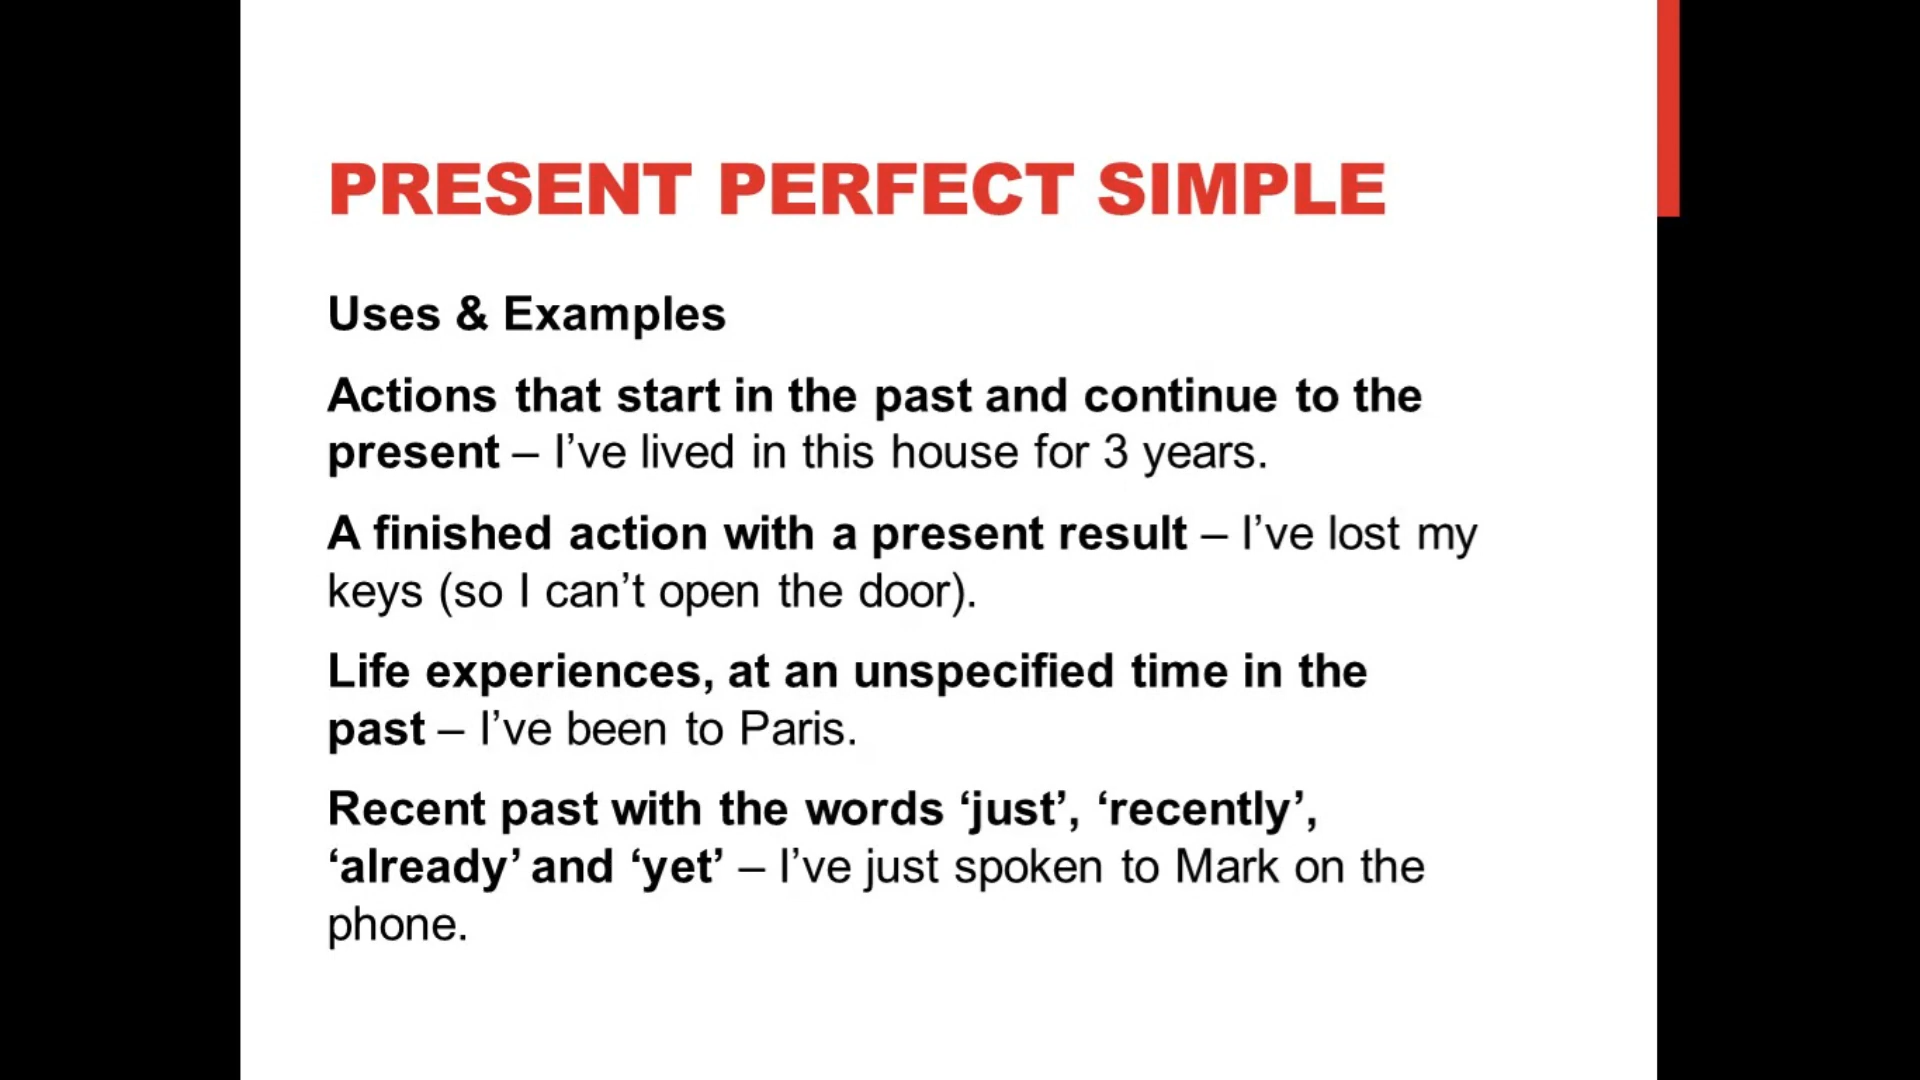 PRESENT PERFECT SIMPLE
Uses & Examples
Actions that start in the past and continue to the
present – I’ve lived in this house for 3 years.
A finished action with a present result – I’ve lost my
keys (so I can’t open the door).
Life experiences, at an unspecified time in the
past – I’ve been to Paris.
Recent past with the words ‘just’, ‘recently’,
‘already’ and ‘yet’ – I’ve just spoken to Mark on the
phone.